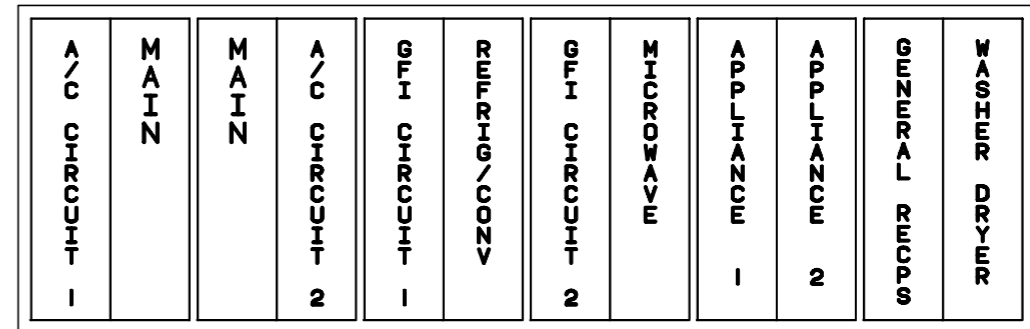 A/C CIRCUIT 1
MAIN
MAIN
A/C CIRCUIT 2
GFI CIRCUIT 1
REFRIG/CONV
GFI CIRCUIT 2
MICROWAVE
APPLIANCE 1
APPLIANCE 2
GENERAL RECPS
WASHER DRYER